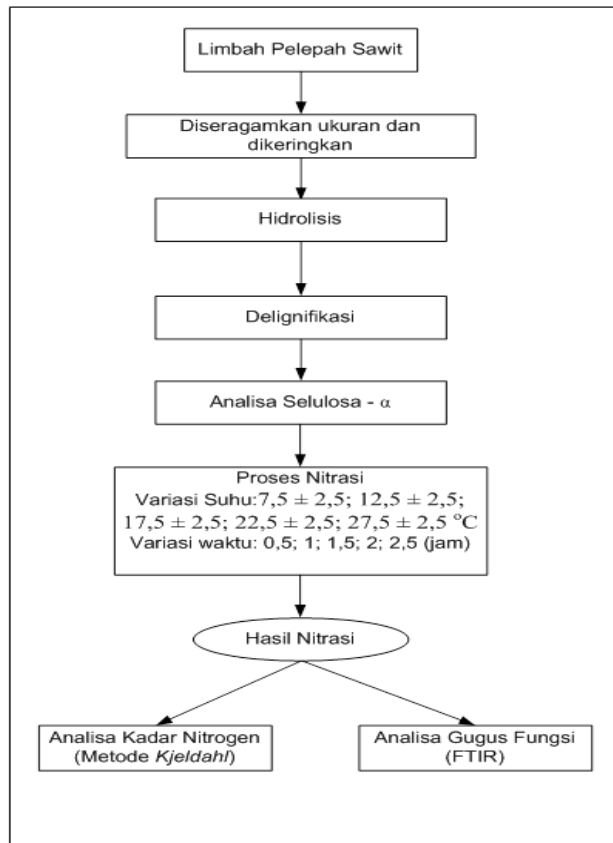 Limbah Pelepah Sawit
Diseragamkan ukuran dan
dikeringkan
Hidrolisis
Delignifikasi
Analisa Selulosa - α
Proses Nitrasi
Variasi Suhu:7,5 ± 2,5; 12,5 ± 2,5;
17,5 ± 2,5; 22,5 ± 2,5; 27,5 ± 2,5 °C
Variasi waktu: 0,5; 1; 1,5; 2; 2,5 (jam)
Hasil Nitrasi
Analisa Kadar Nitrogen
(Metode Kjeldahl)
Analisa Gugus Fungsi
(FTIR)